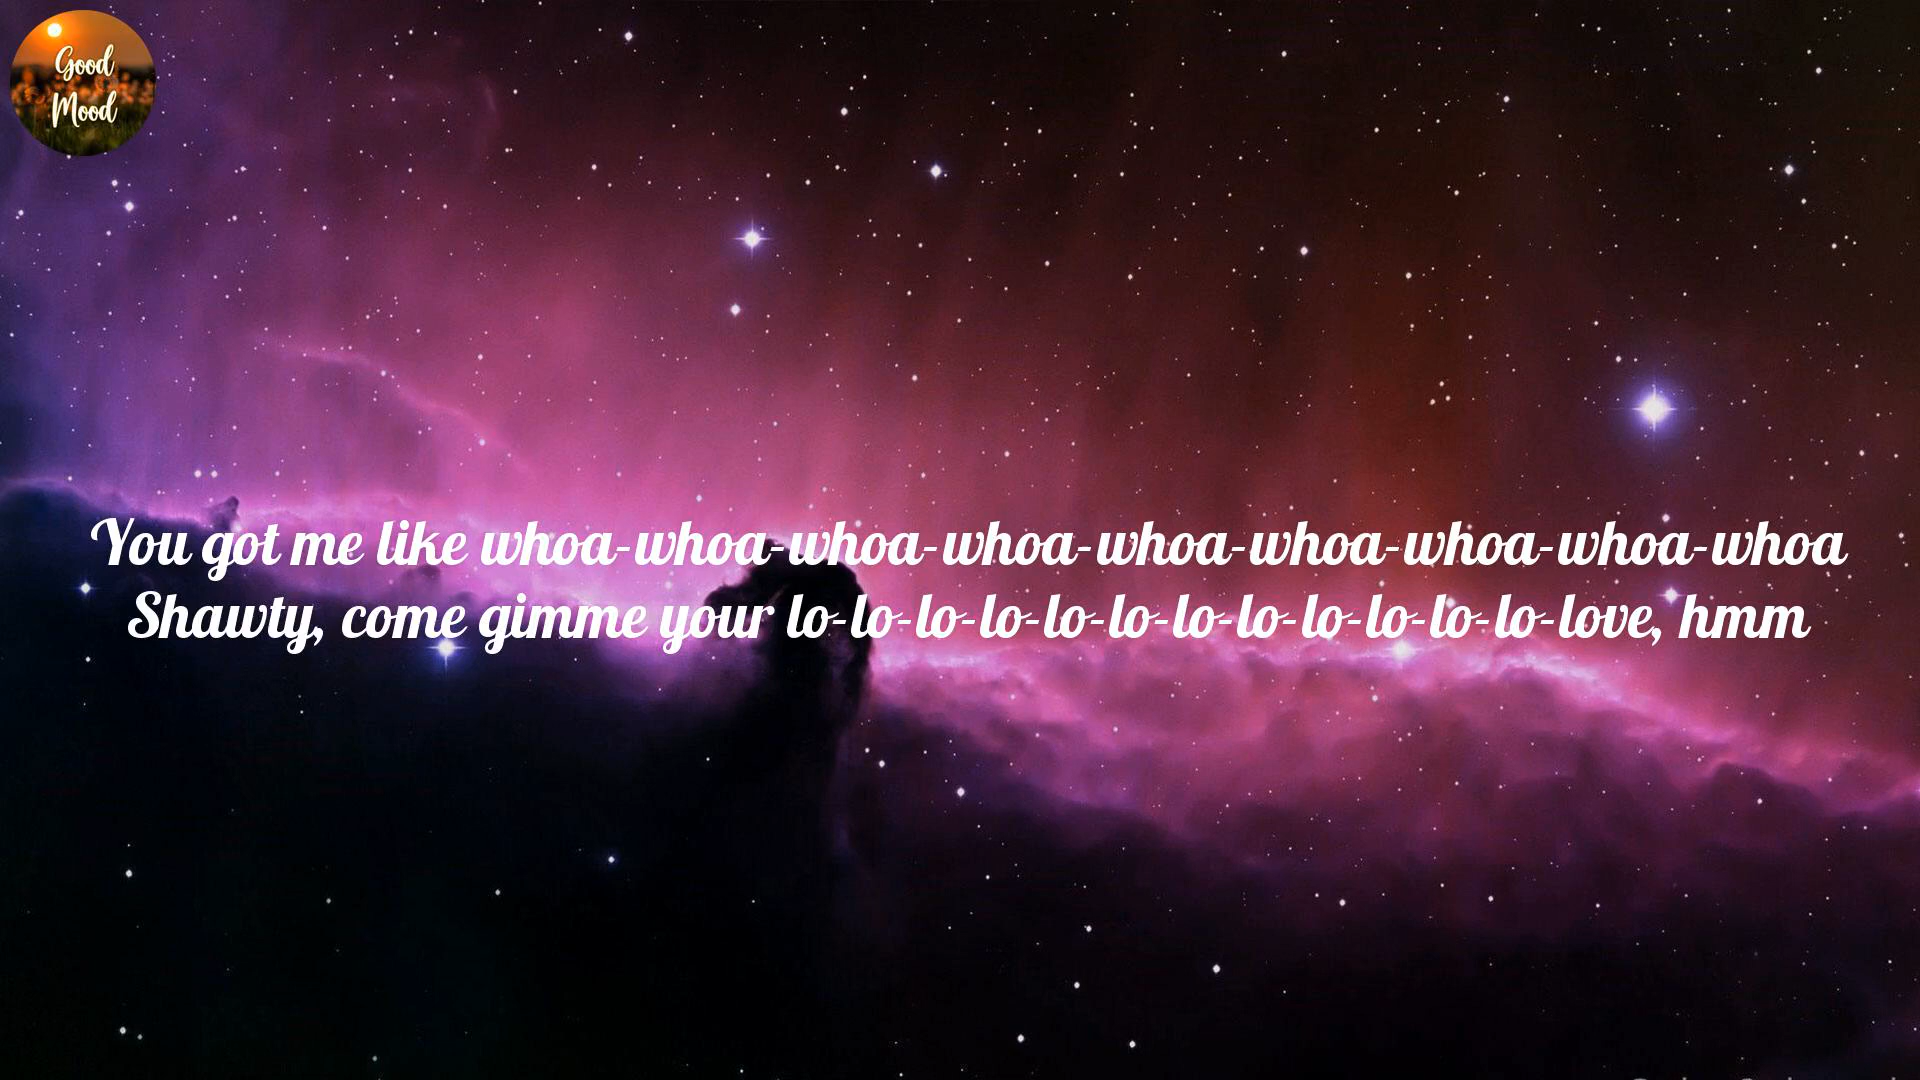 Good
Mood
You got me like whoa-whoa-whoa-whoa-whoa-whoa-whoa-whoa-whoa
Shawty, come gimme your lo-lo-lo-lo-lo-lo-lo-lo-lo-lo-lo-lo-love, hmm